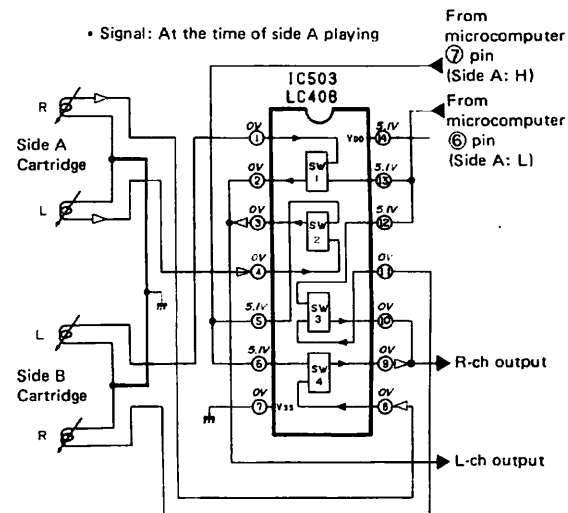 • Signal: At the time of side A playing
From
microcomputer
⑦ pin
(Side A: H)
From
microcomputer
⑥ pin
(Side A: L)
IC503
LC408
R
Side A
Cartridge
L
L
Side B
Cartridge
R
0V
①
0V
②
0V
③
0V
④
5.1V
⑤
5.1V
⑥
0V
⑦
VSS
SW
1
SW
2
SW
3
SW
4
VDD
5.1V
⑭
5.1V
⑬
5.1V
⑫
0V
⑪
0V
⑩
0V
⑨
0V
⑧
R-ch output
L-ch output